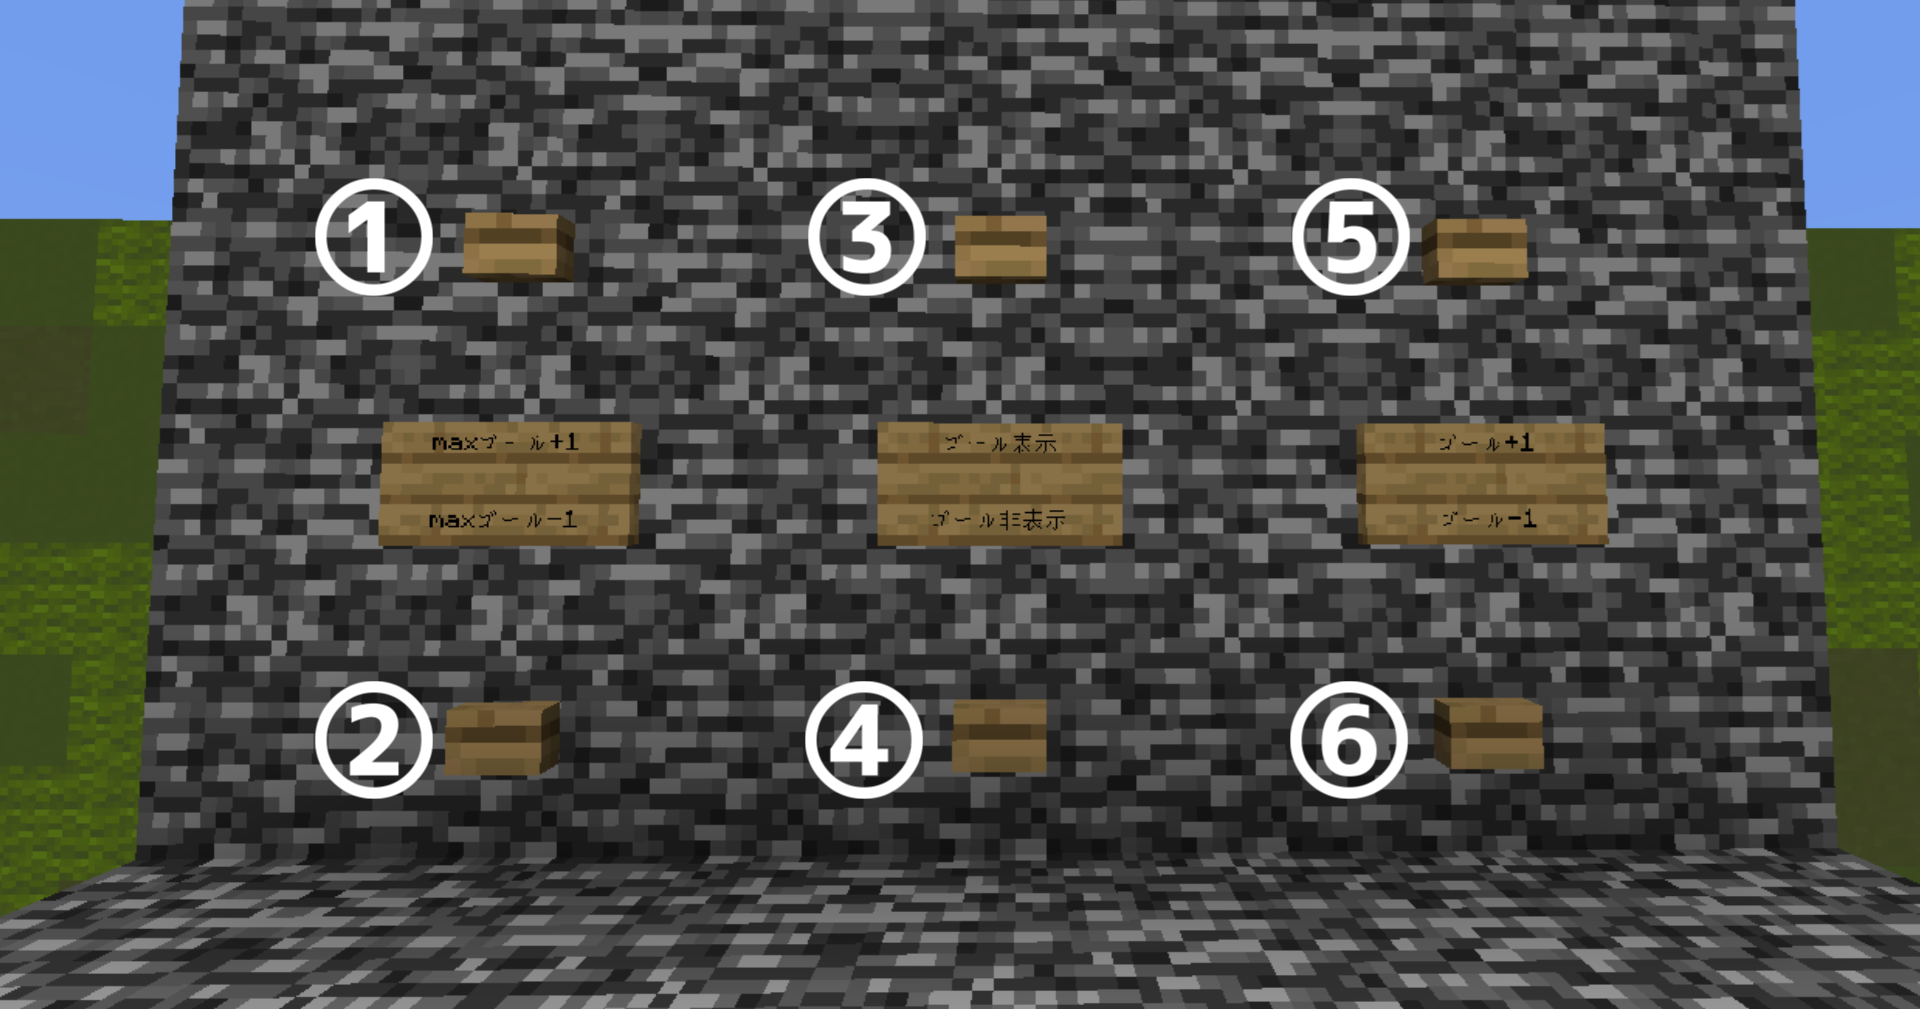 ① ③ ⑤
maxゴール+1
maxゴール-1
ゴール表示
ゴール非表示
ゴール+1
ゴール-1
② ④ ⑥